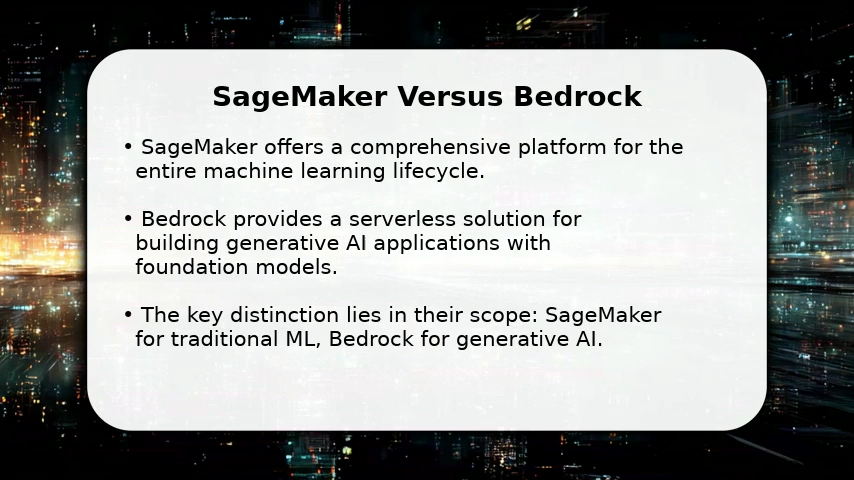 SageMaker Versus Bedrock
• SageMaker offers a comprehensive platform for the
entire machine learning lifecycle.
• Bedrock provides a serverless solution for
building generative AI applications with
foundation models.
• The key distinction lies in their scope: SageMaker
for traditional ML, Bedrock for generative AI.